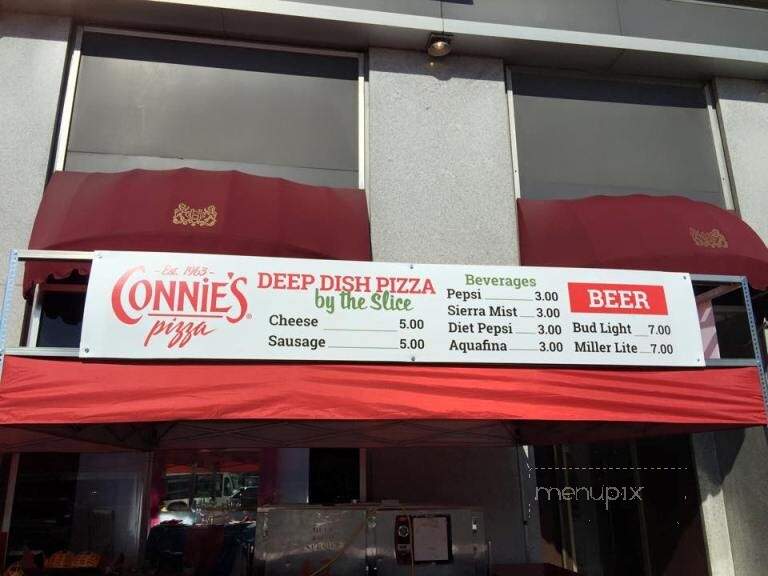 - Est. 1963 -
CONNIE'S®
pizza
DEEP DISH PIZZA
by the Slice
Cheese 5.00
Sausage 5.00
Beverages
Pepsi 3.00
Sierra Mist 3.00
Diet Pepsi 3.00
Aquafina 3.00
BEER
Bud Light 7.00
Miller Lite 7.00
menupix